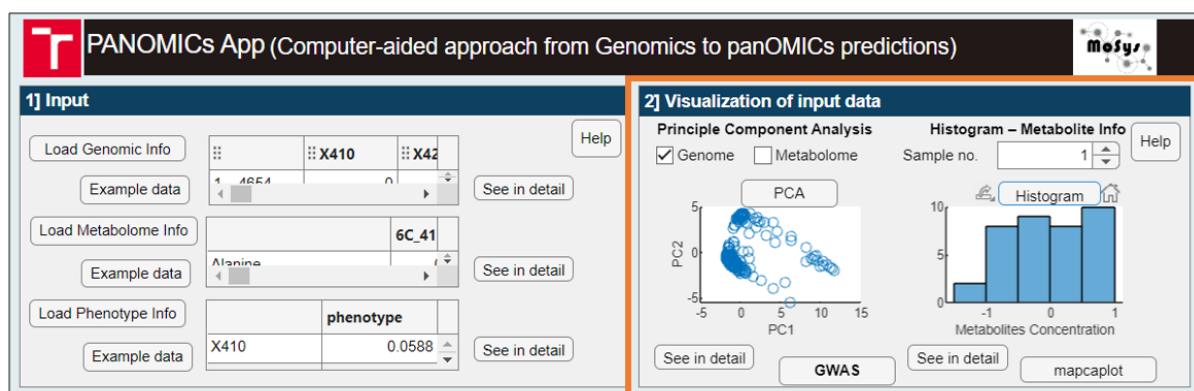 PANOMICs App (Computer-aided approach from Genomics to panOMICs predictions)
MoSys
1] Input
Help
Load Genomic Info
X410
X42
1 4654
0
Example data
See in detail
Load Metabolome Info
6C_41
Alanine
Example data
See in detail
Load Phenotype Info
phenotype
X410
0.0588
Example data
See in detail
2] Visualization of input data
Principle Component Analysis
Genome
Metabolome
PCA
5
0
-5
PC2
-5 0 5 10 15
PC1
See in detail
GWAS
Histogram – Metabolite Info
Help
Sample no.
1
Histogram
10
5
0
-1 0 1
Metabolites Concentration
See in detail
mapcaplot